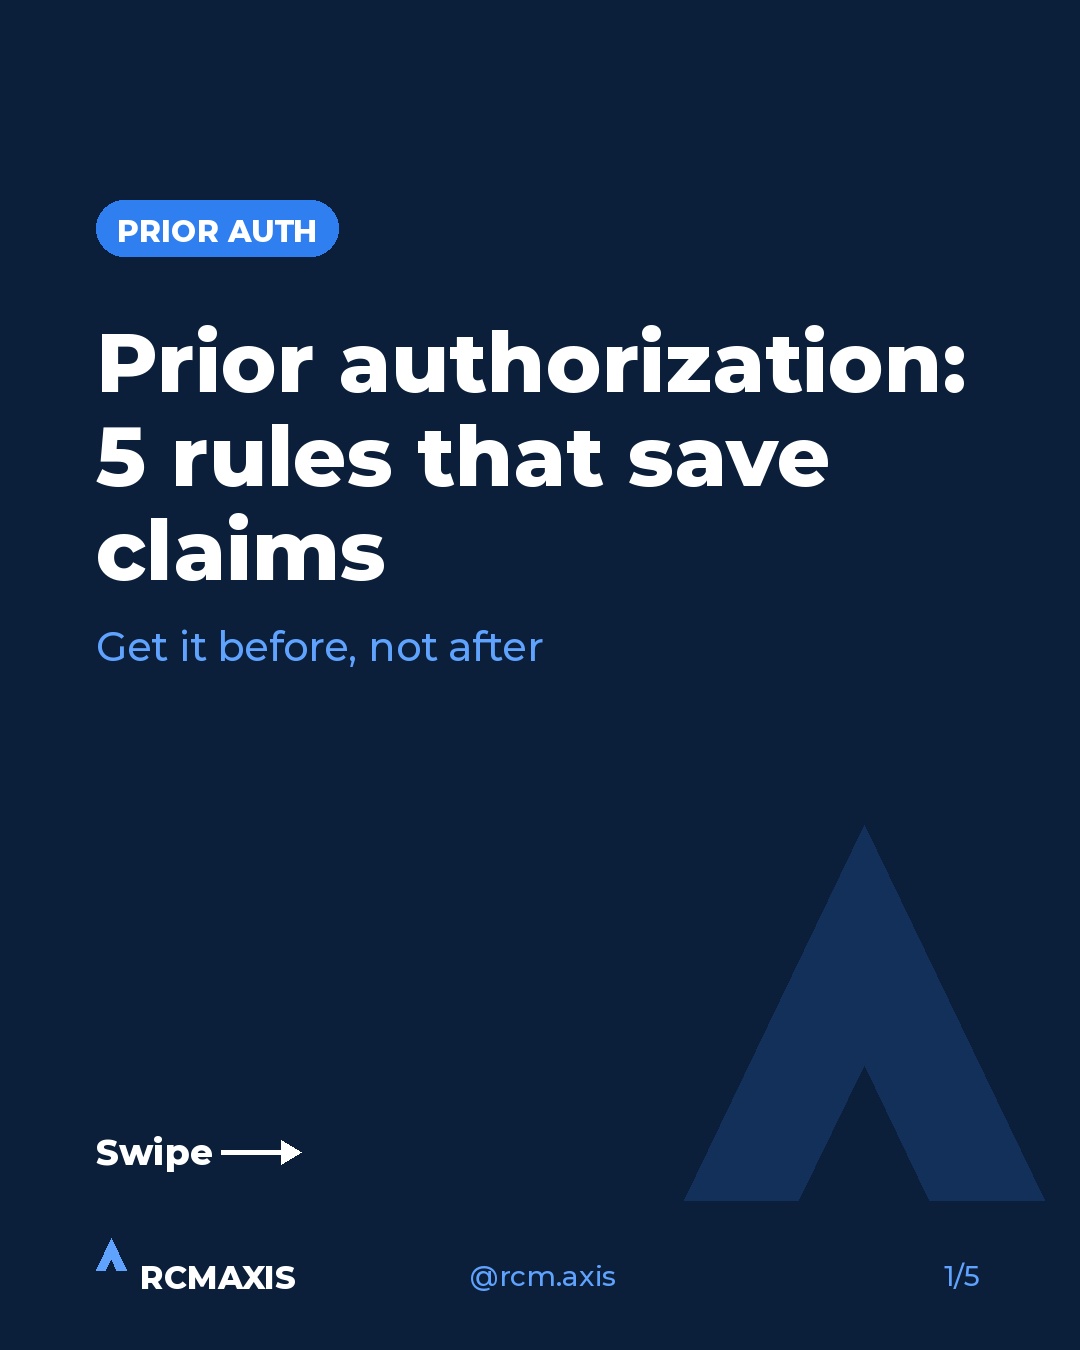 PRIOR AUTH
Prior authorization:
5 rules that save
claims
Get it before, not after
Swipe
RCMAXIS
@rcm.axis
1/5